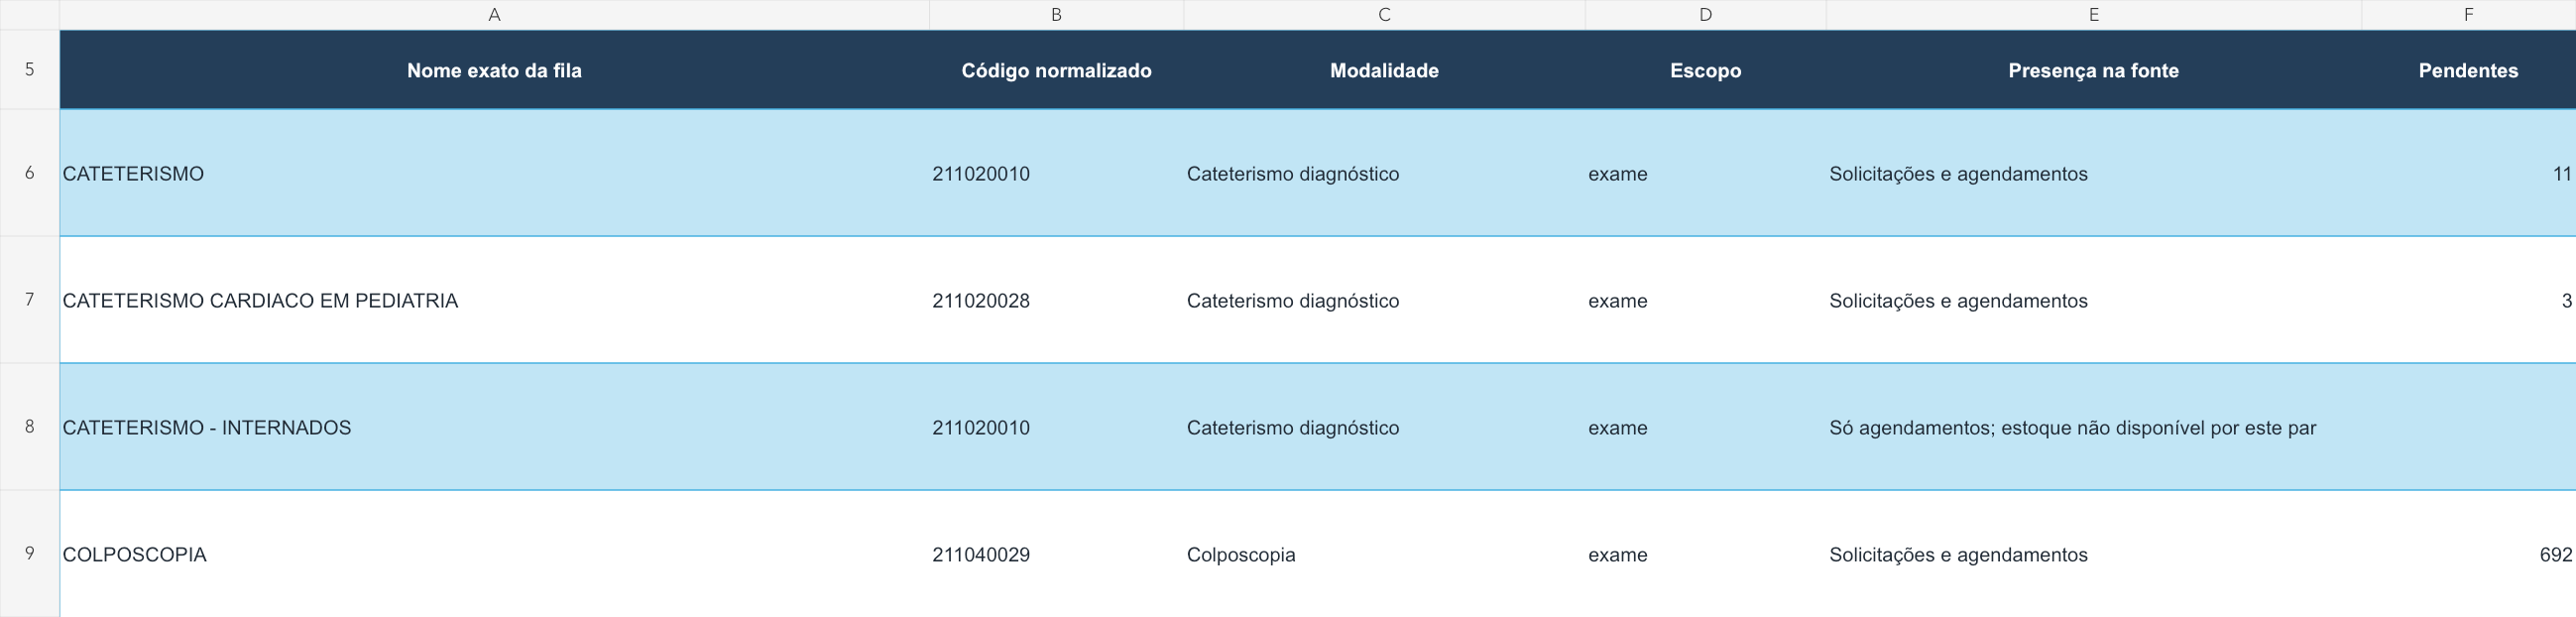 A B C D E F
5 Nome exato da fila Código normalizado Modalidade Escopo Presença na fonte Pendentes
6 CATETERISMO 211020010 Cateterismo diagnóstico exame Solicitações e agendamentos 11
7 CATETERISMO CARDIACO EM PEDIATRIA 211020028 Cateterismo diagnóstico exame Solicitações e agendamentos 3
8 CATETERISMO - INTERNADOS 211020010 Cateterismo diagnóstico exame Só agendamentos; estoque não disponível por este par
9 COLPOSCOPIA 211040029 Colposcopia exame Solicitações e agendamentos 692